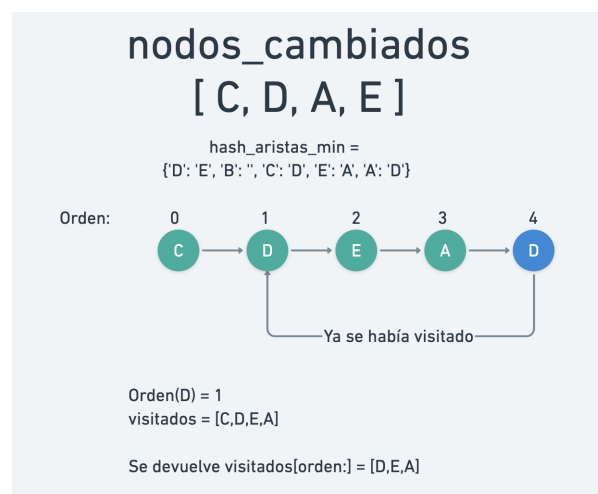 nodos_cambiados
[ C, D, A, E ]
hash_aristas_min =
{'D': 'E', 'B': '', 'C': 'D', 'E': 'A', 'A': 'D'}
Orden: 0 1 2 3 4
C D E A D
Ya se había visitado
Orden(D) = 1
visitados = [C,D,E,A]
Se devuelve visitados[orden:] = [D,E,A]